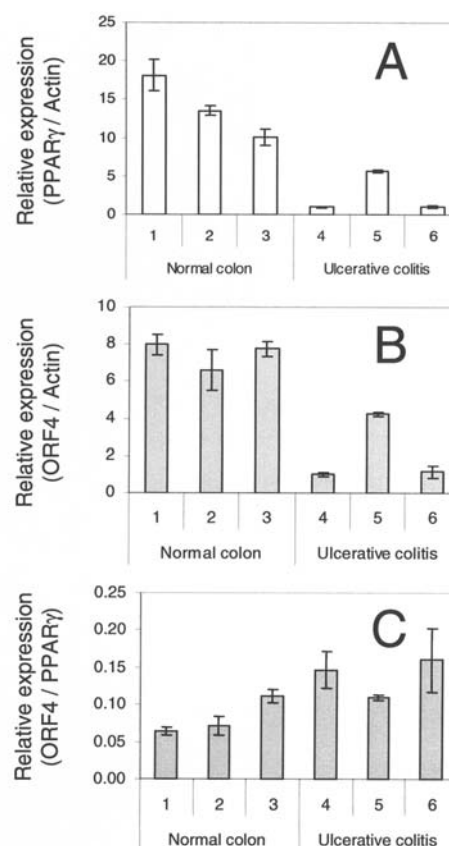 A
Relative expression
(PPARγ / Actin)
25
20
15
10
5
0
1 2 3 4 5 6
Normal colon Ulcerative colitis
B
Relative expression
(ORF4 / Actin)
10
8
6
4
2
0
1 2 3 4 5 6
Normal colon Ulcerative colitis
C
Relative expression
(ORF4 / PPARγ)
0.25
0.20
0.15
0.10
0.05
0.00
1 2 3 4 5 6
Normal colon Ulcerative colitis